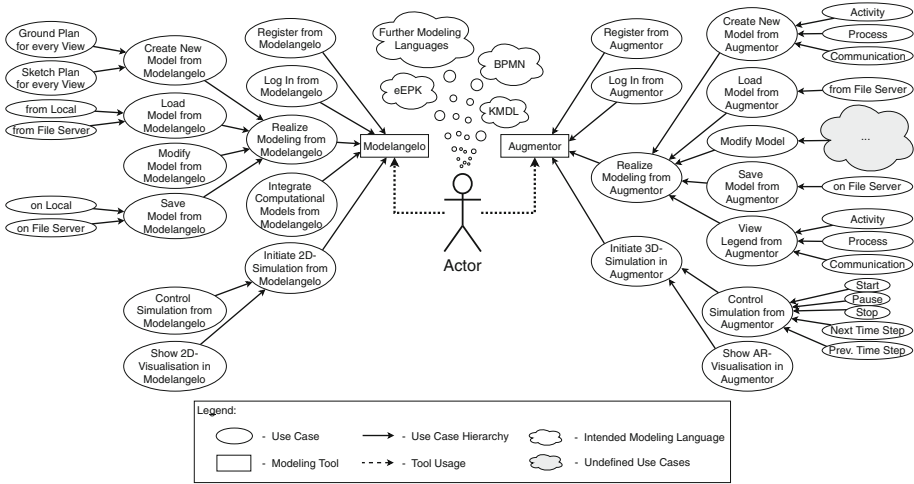 Ground Plan
for every View
Sketch Plan
for every View
from Local
from File Server
on Local
on File Server
Create New
Model from
Modelangelo
Load
Model from
Modelangelo
Modify
Model from
Modelangelo
Save
Model from
Modelangelo
Control
Simulation from
Modelangelo
Show 2D-
Visualisation in
Modelangelo
Register from
Modelangelo
Log In from
Modelangelo
Realize
Modeling from
Modelangelo
Integrate
Computational
Models from
Modelangelo
Initiate 2D-
Simulation from
Modelangelo
Modelangelo
Further Modeling
Languages
BPMN
eEPK
KMDL
Actor
Augmentor
Register from
Augmentor
Log In from
Augmentor
Realize
Modeling from
Augmentor
Initiate 3D-
Simulation in
Augmentor
Create New
Model from
Augmentor
Load
Model from
Augmentor
Modify Model
Save
Model from
Augmentor
View
Legend from
Augmentor
Control
Simulation from
Augmentor
Show AR-
Visualisation in
Augmentor
Activity
Process
Communication
from File Server
...
on File Server
Activity
Process
Communication
Start
Pause
Stop
Next Time Step
Prev. Time Step
Legend:
- Use Case
- Use Case Hierarchy
- Intended Modeling Language
- Modeling Tool
- Tool Usage
- Undefined Use Cases